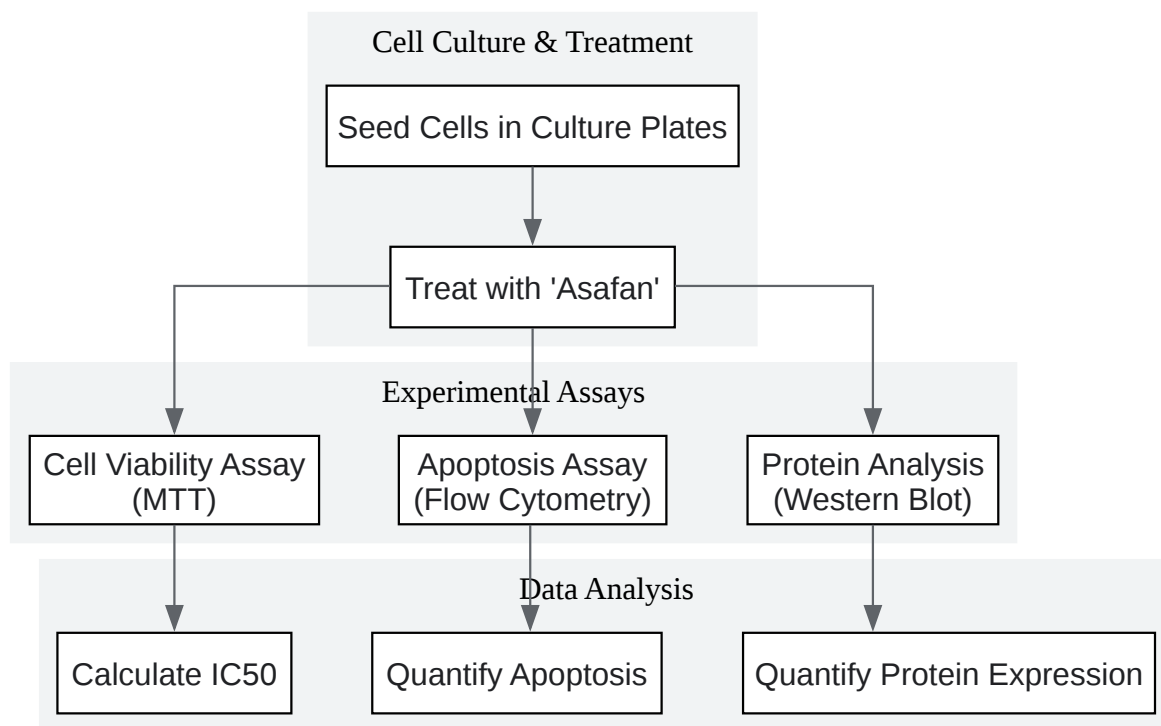 Cell Culture & Treatment
Seed Cells in Culture Plates
Treat with 'Asafan'
Experimental Assays
Cell Viability Assay
(MTT)
Apoptosis Assay
(Flow Cytometry)
Protein Analysis
(Western Blot)
Data Analysis
Calculate IC50
Quantify Apoptosis
Quantify Protein Expression